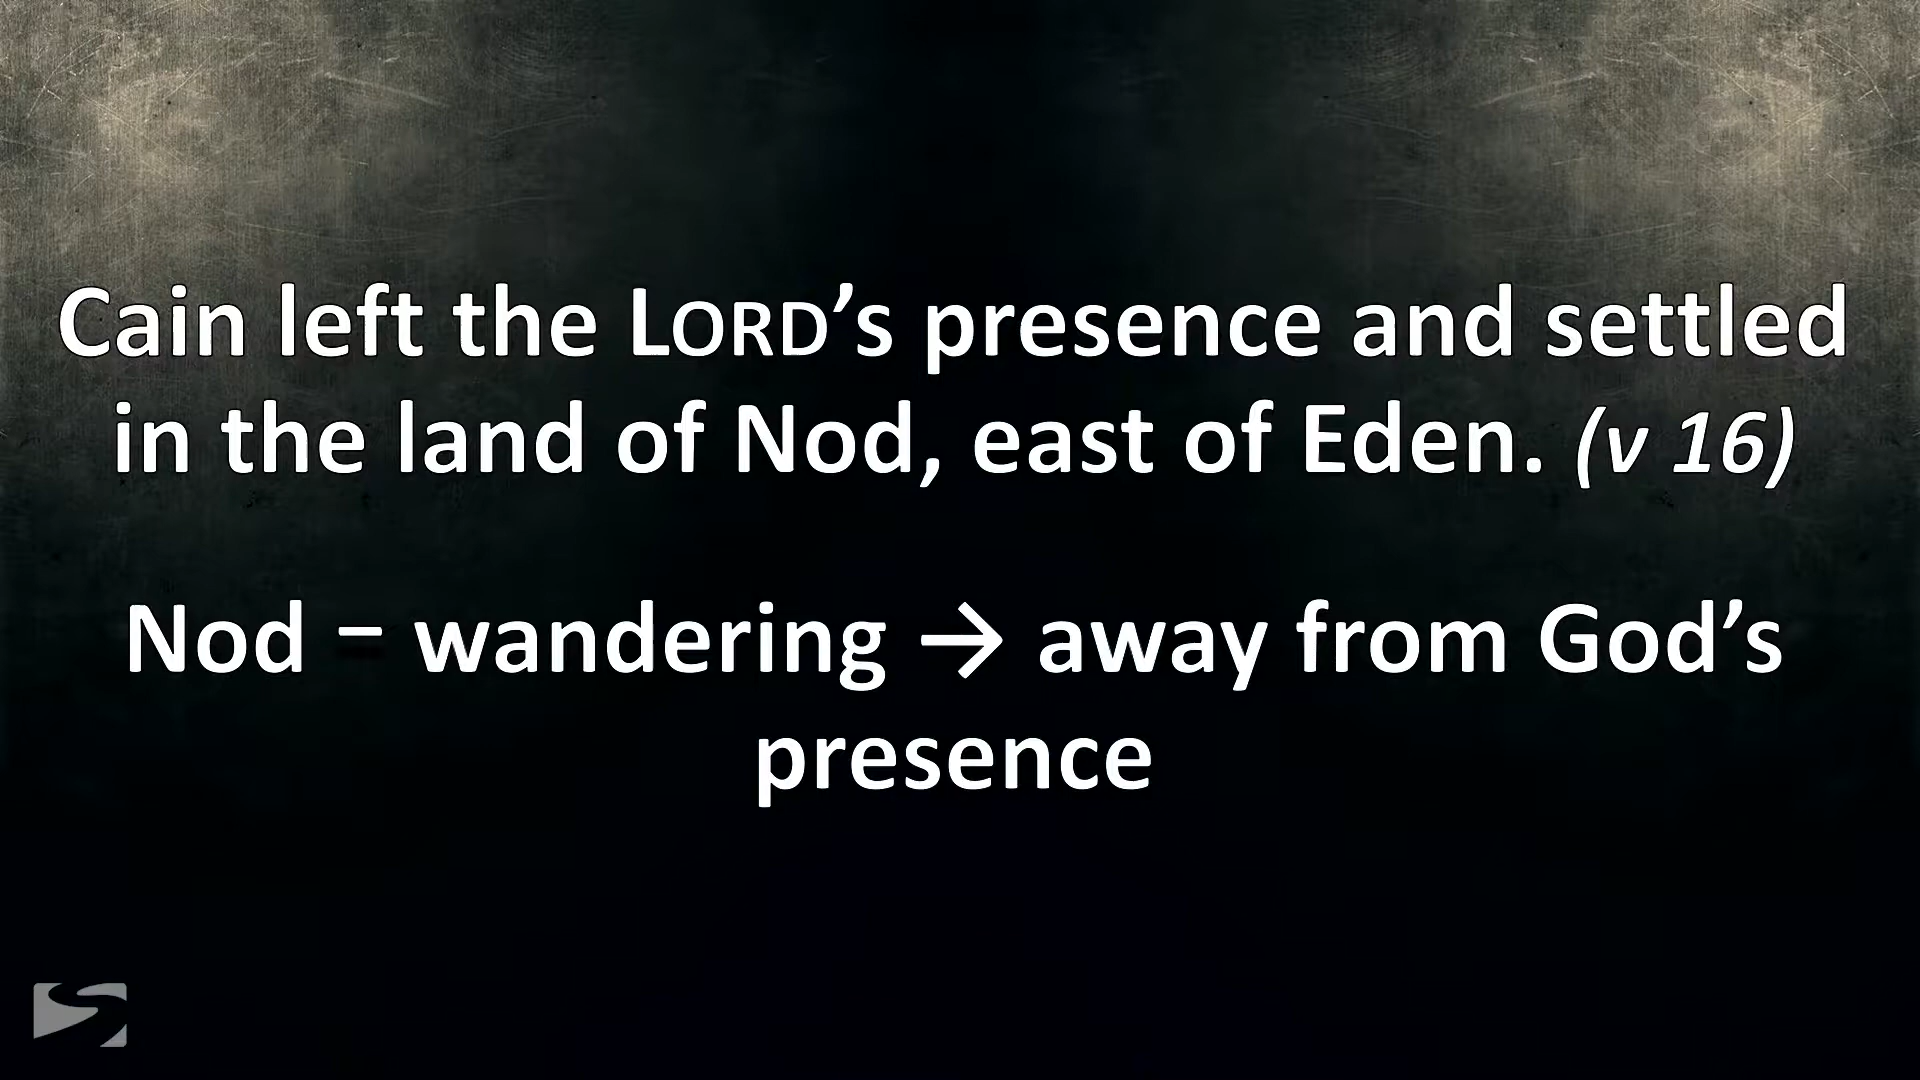 Cain left the LORD’s presence and settled
in the land of Nod, east of Eden. (v 16)
Nod = wandering → away from God’s
presence